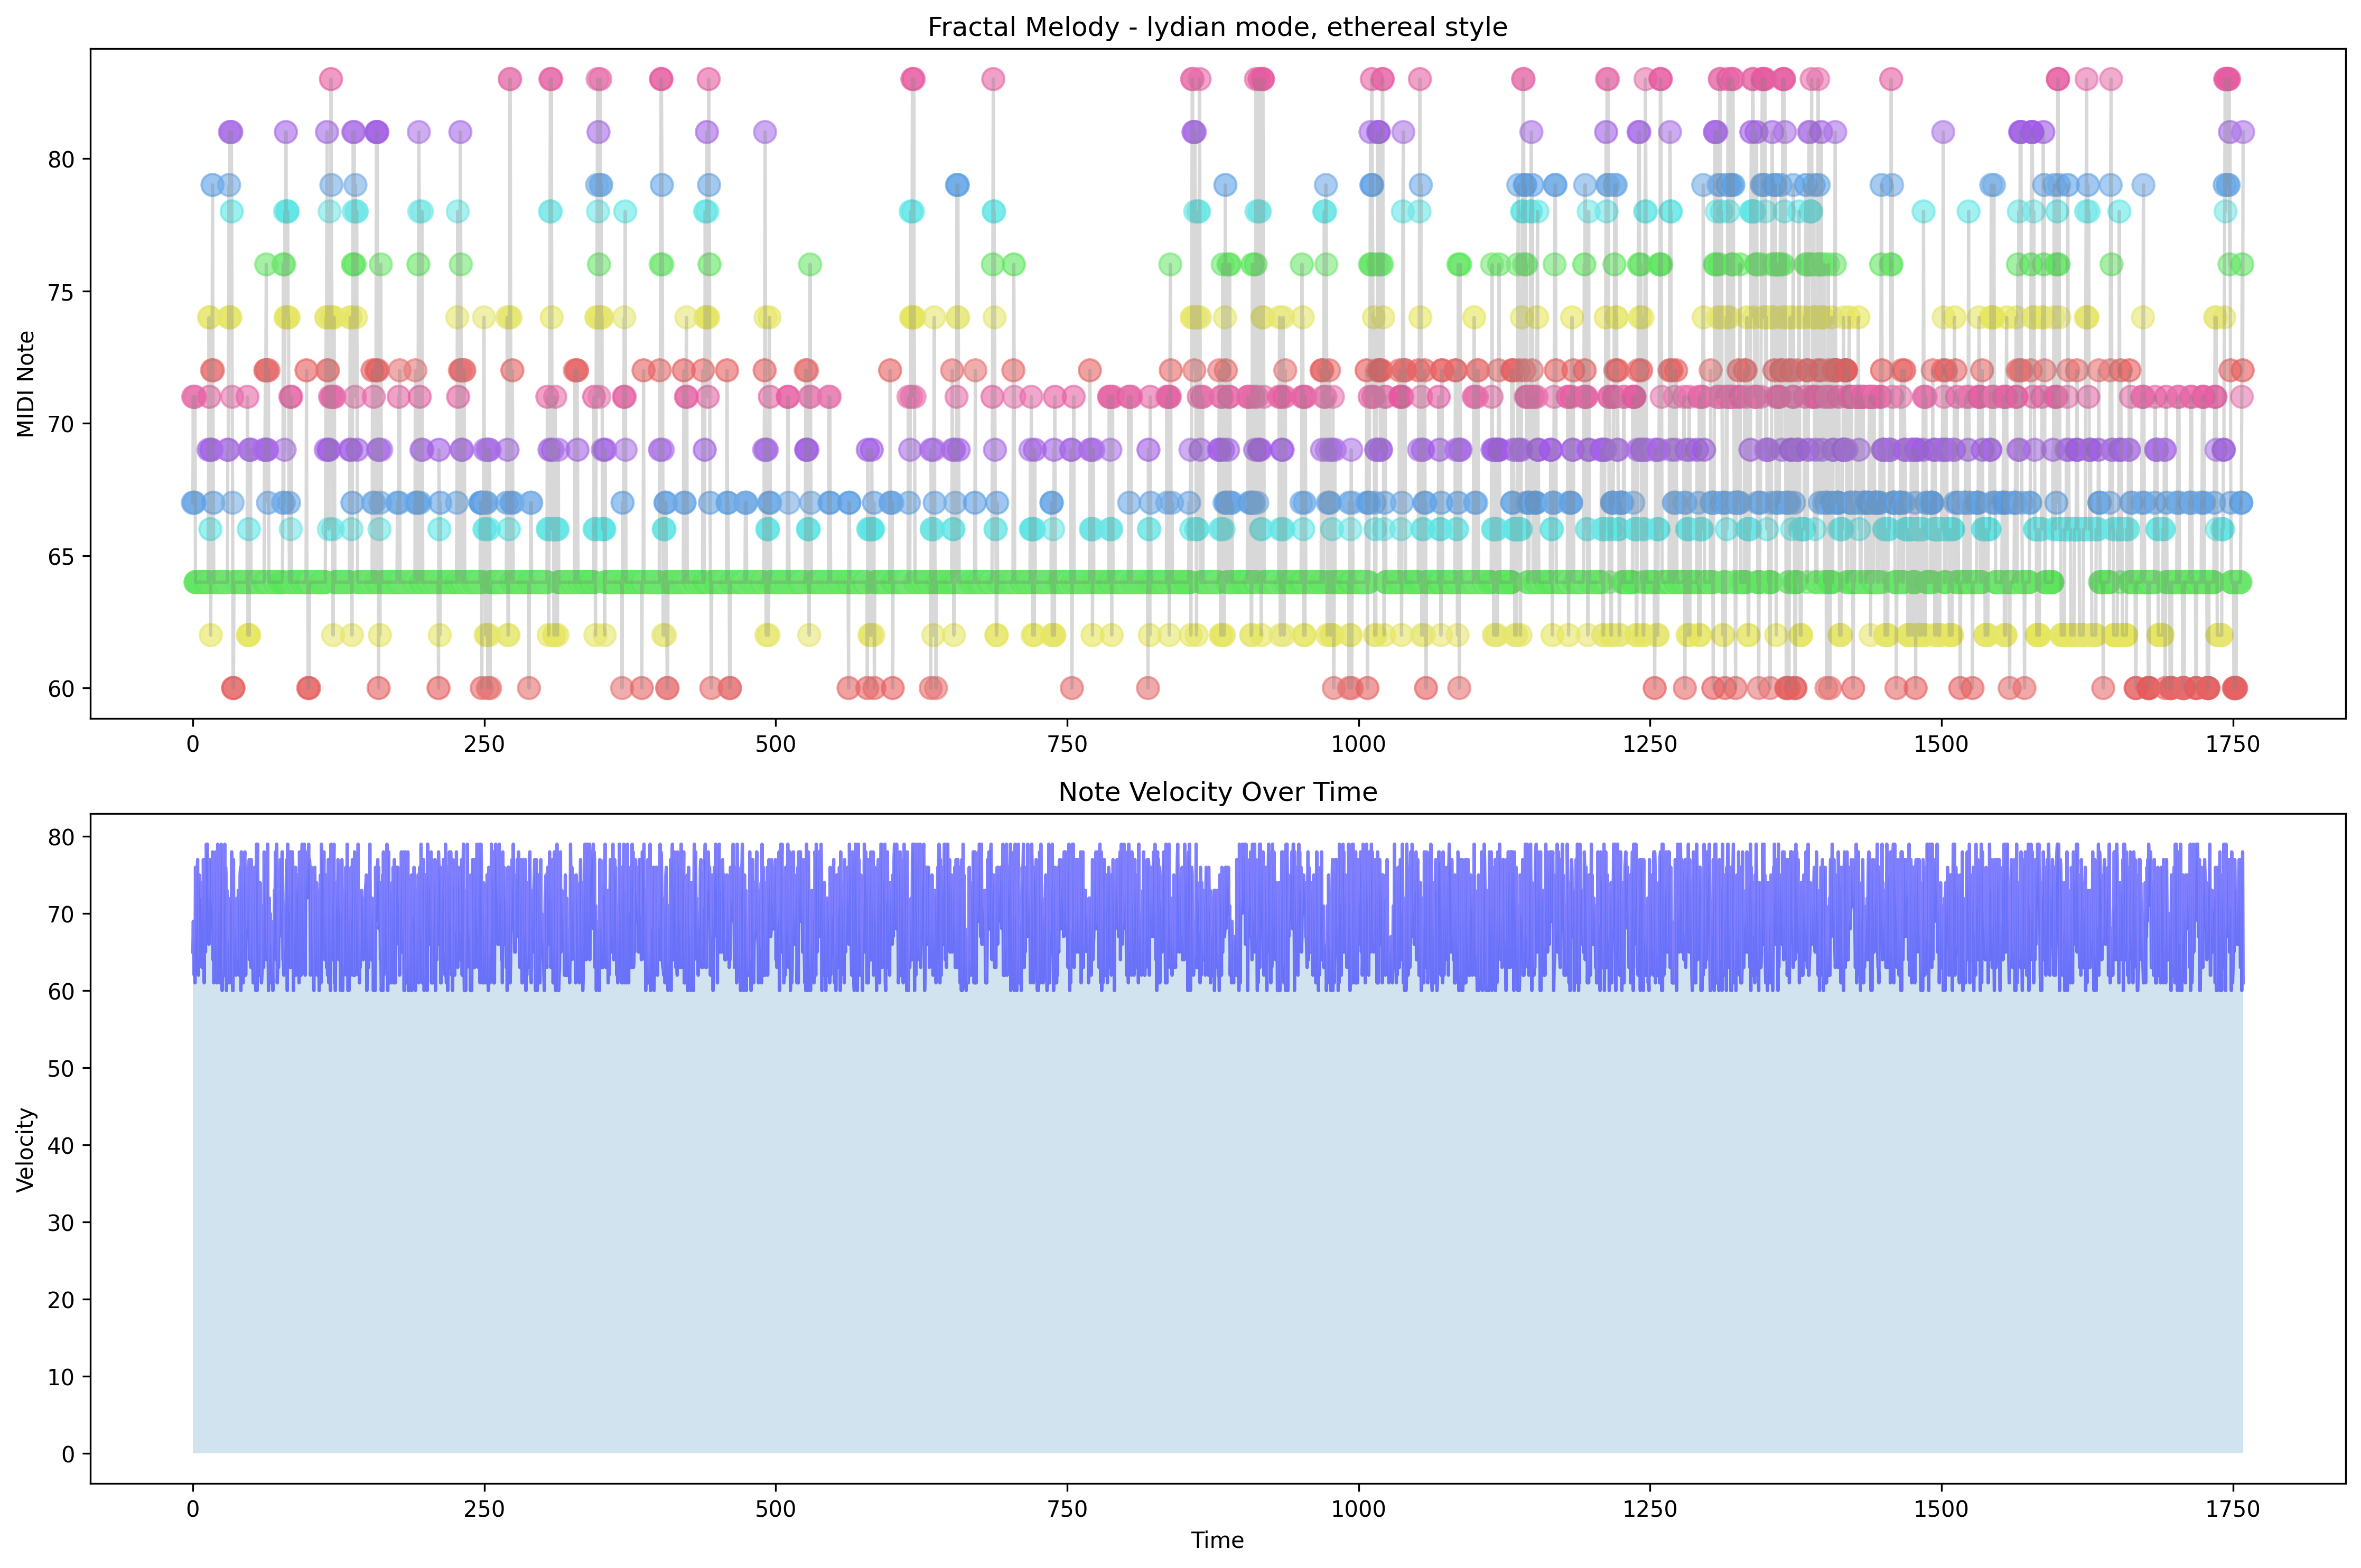 Fractal Melody - lydian mode, ethereal style
MIDI Note
80
75
70
65
60
0 250 500 750 1000 1250 1500 1750
Note Velocity Over Time
Velocity
80
70
60
50
40
30
20
10
0
0 250 500 750 1000 1250 1500 1750
Time